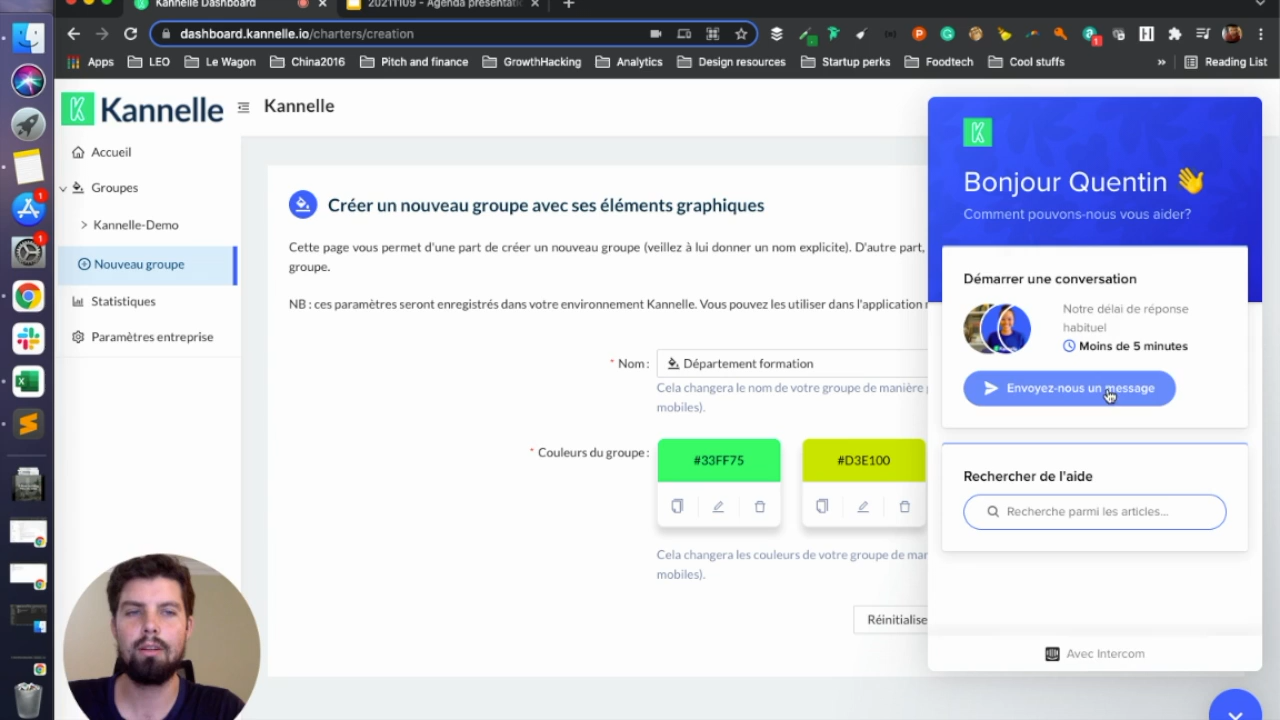 Kannelle Dashboard
20211109 - Agenda présentati
dashboard.kannelle.io/charters/creation
Apps
LEO
Le Wagon
China2016
Pitch and finance
GrowthHacking
Analytics
Design resources
Startup perks
Foodtech
Cool stuffs
»
Reading List
Kannelle
Kannelle
Accueil
Groupes
Kannelle-Demo
Nouveau groupe
Statistiques
Paramètres entreprise
Créer un nouveau groupe avec ses éléments graphiques
Cette page vous permet d'une part de créer un nouveau groupe (veillez à lui donner un nom explicite). D'autre part,
groupe.
NB : ces paramètres seront enregistrés dans votre environnement Kannelle. Vous pouvez les utiliser dans l'application
* Nom :
Département formation
Cela changera le nom de votre groupe de manière
mobiles).
* Couleurs du groupe :
#33FF75
#D3E100
Cela changera les couleurs de votre groupe de
mobiles).
Réinitialise
Bonjour Quentin 👋
Comment pouvons-nous vous aider?
Démarrer une conversation
Notre délai de réponse
habituel
Moins de 5 minutes
Envoyez-nous un message
Rechercher de l'aide
Recherche parmi les articles...
Avec Intercom